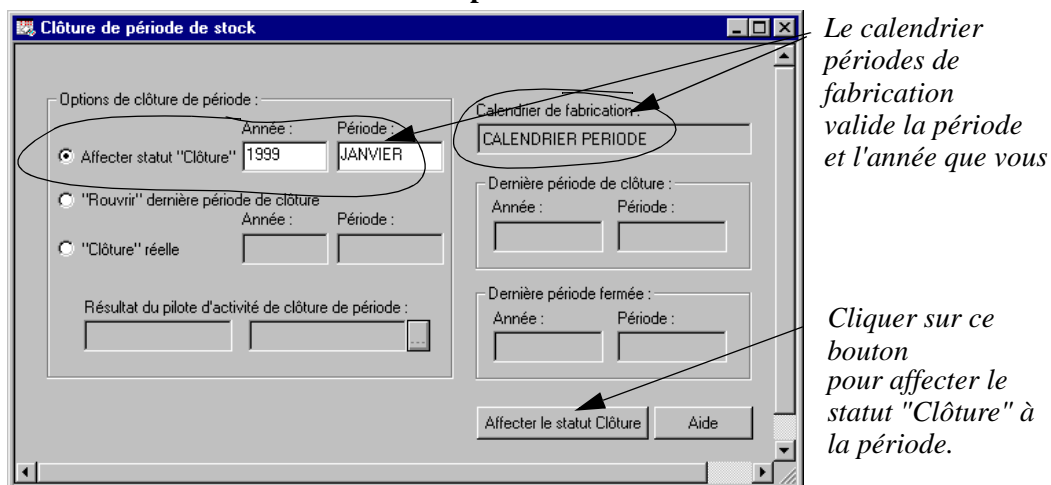 Clôture de période de stock
Options de clôture de période :
Année :
Période :
Affecter statut "Clôture"
1999
JANVIER
"Rouvrir" dernière période de clôture
Année :
Période :
"Clôture" réelle
Résultat du pilote d'activité de clôture de période :
...
Calendrier de fabrication :
CALENDRIER PERIODE
Dernière période de clôture :
Année :
Période :
Dernière période fermée :
Année :
Période :
Affecter le statut Clôture
Aide
Le calendrier
périodes de
fabrication
valide la période
et l'année que vous
Cliquer sur ce
bouton
pour affecter le
statut "Clôture" à
la période.